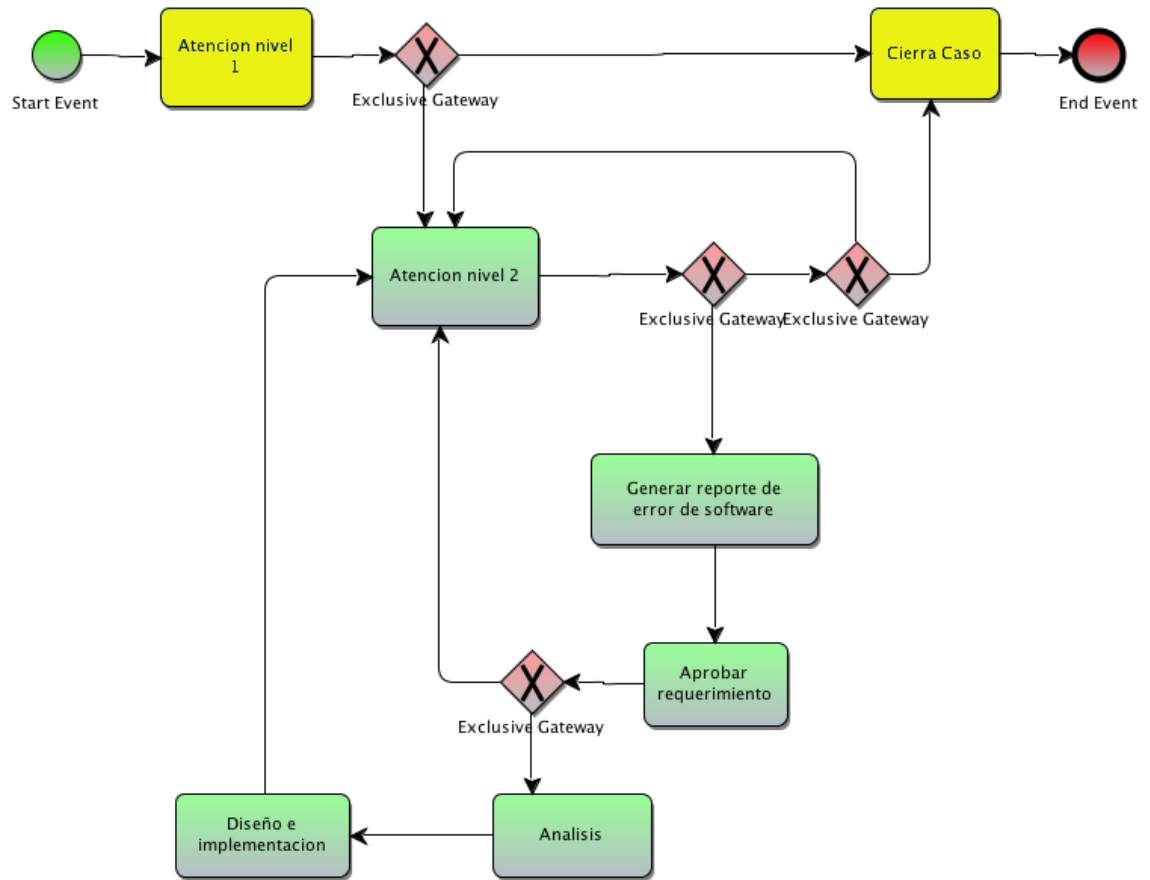 Atencion nivel
1
Cierra Caso
Start Event
Exclusive Gateway
End Event
Atencion nivel 2
Exclusive Gateway
Exclusive Gateway
Generar reporte de
error de software
Aprobar
requerimiento
Exclusive Gateway
Diseño e
implementacion
Analisis